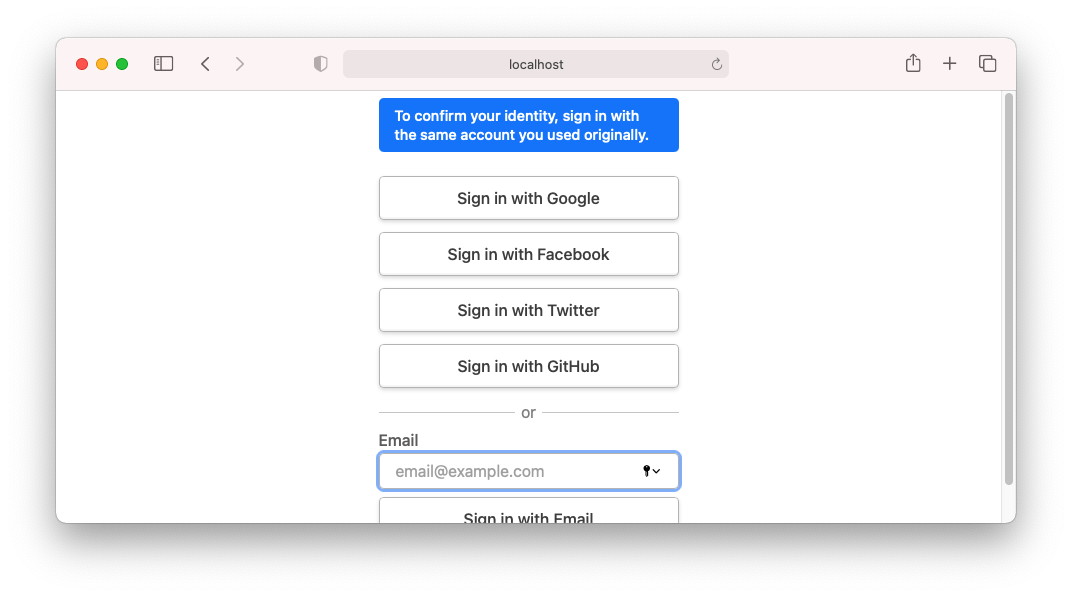 localhost
To confirm your identity, sign in with
the same account you used originally.
Sign in with Google
Sign in with Facebook
Sign in with Twitter
Sign in with GitHub
or
Email
email@example.com
Sign in with Email